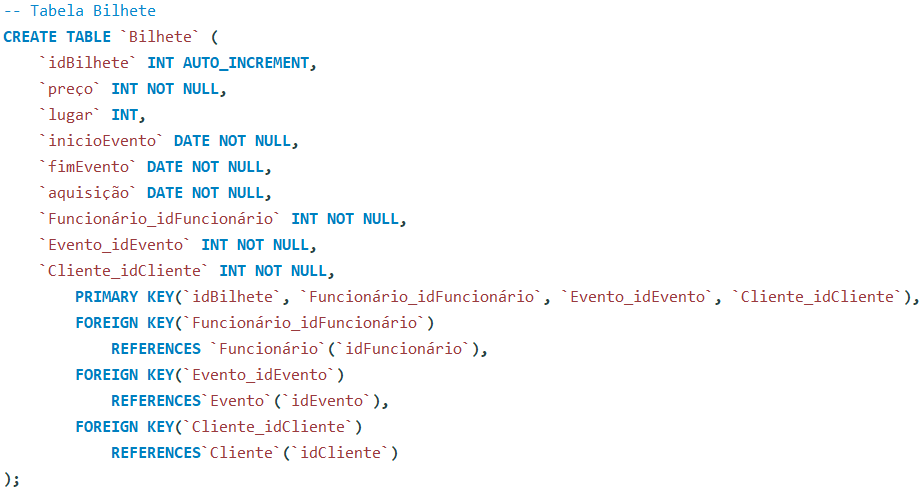 -- Tabela Bilhete
CREATE TABLE `Bilhete` (
`idBilhete` INT AUTO_INCREMENT,
`preço` INT NOT NULL,
`lugar` INT,
`inicioEvento` DATE NOT NULL,
`fimEvento` DATE NOT NULL,
`aquisição` DATE NOT NULL,
`Funcionário_idFuncionário` INT NOT NULL,
`Evento_idEvento` INT NOT NULL,
`Cliente_idCliente` INT NOT NULL,
PRIMARY KEY(`idBilhete`, `Funcionário_idFuncionário`, `Evento_idEvento`, `Cliente_idCliente`),
FOREIGN KEY(`Funcionário_idFuncionário`)
REFERENCES `Funcionário`(`idFuncionário`),
FOREIGN KEY(`Evento_idEvento`)
REFERENCES`Evento`(`idEvento`),
FOREIGN KEY(`Cliente_idCliente`)
REFERENCES`Cliente`(`idCliente`)
);